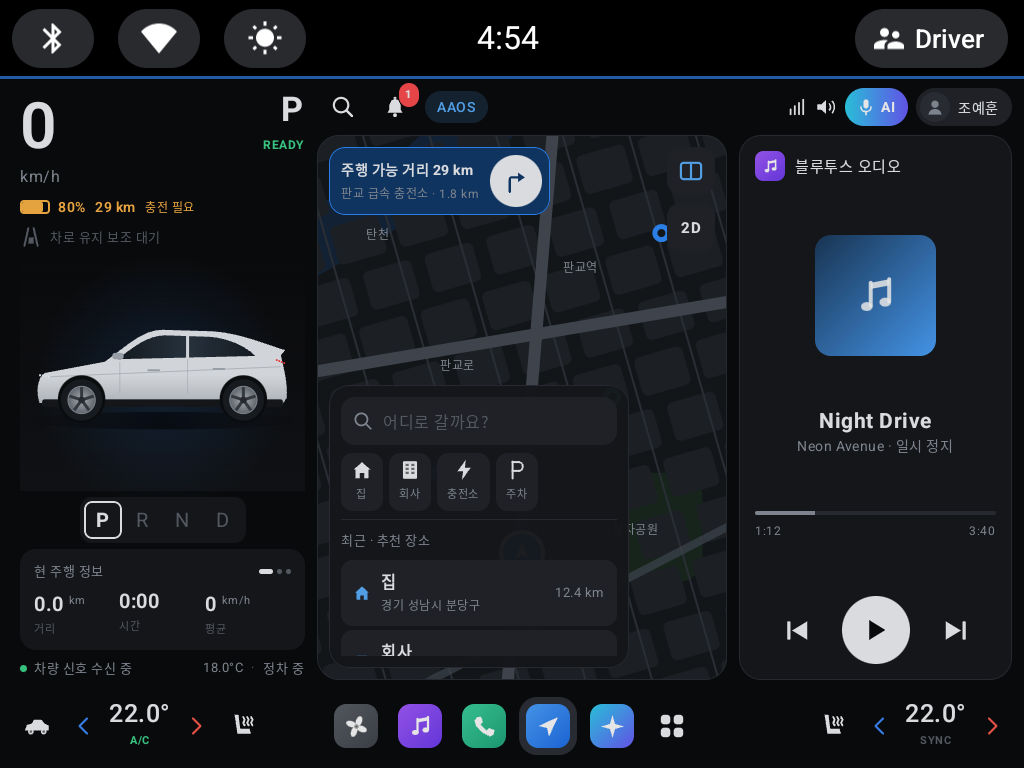 4:54
Driver
0
P
READY
km/h
80% 29 km 충전 필요
차로 유지 보조 대기
P R N D
현 주행 정보
0.0 km
거리
0:00
시간
0 km/h
평균
차량 신호 수신 중
18.0°C · 정차 중
1
AAOS
AI
조예훈
주행 가능 거리 29 km
판교 급속 충전소 · 1.8 km
2D
탄천
판교역
판교로
어디로 갈까요?
집
회사
충전소
P
주차
자공원
최근 · 추천 장소
집
경기 성남시 분당구
12.4 km
회사
블루투스 오디오
Night Drive
Neon Avenue · 일시 정지
1:12
3:40
22.0°
A/C
22.0°
SYNC